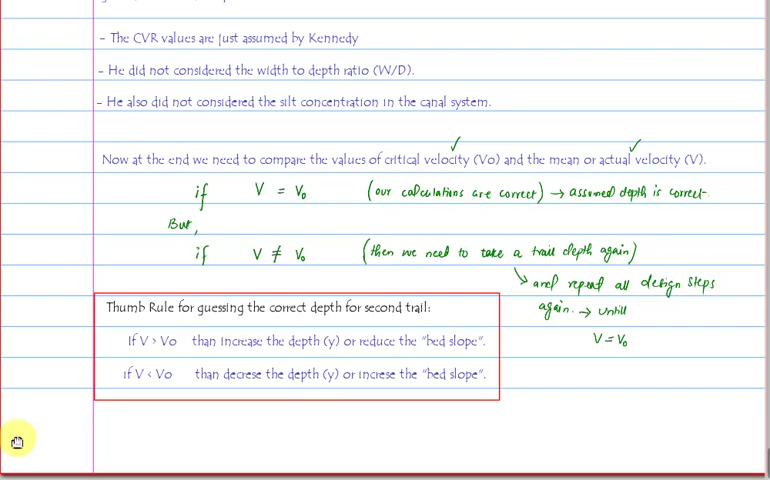 - The CVR values are just assumed by Kennedy
- He did not considered the width to depth ratio (W/D).
- He also did not considered the silt concentration in the canal system.
Now at the end we need to compare the values of critical velocity (Vo) and the mean or actual velocity (V).
if V = Vo (our calculations are correct) → assumed depth is correct.
But,
if V ≠ Vo (then we need to take a trail depth again)
and repeat all design steps
again. → untill
V = Vo
Thumb Rule for guessing the correct depth for second trail:
If V > Vo than increase the depth (y) or reduce the "bed slope".
if V < Vo than decrese the depth (y) or increse the "bed slope".